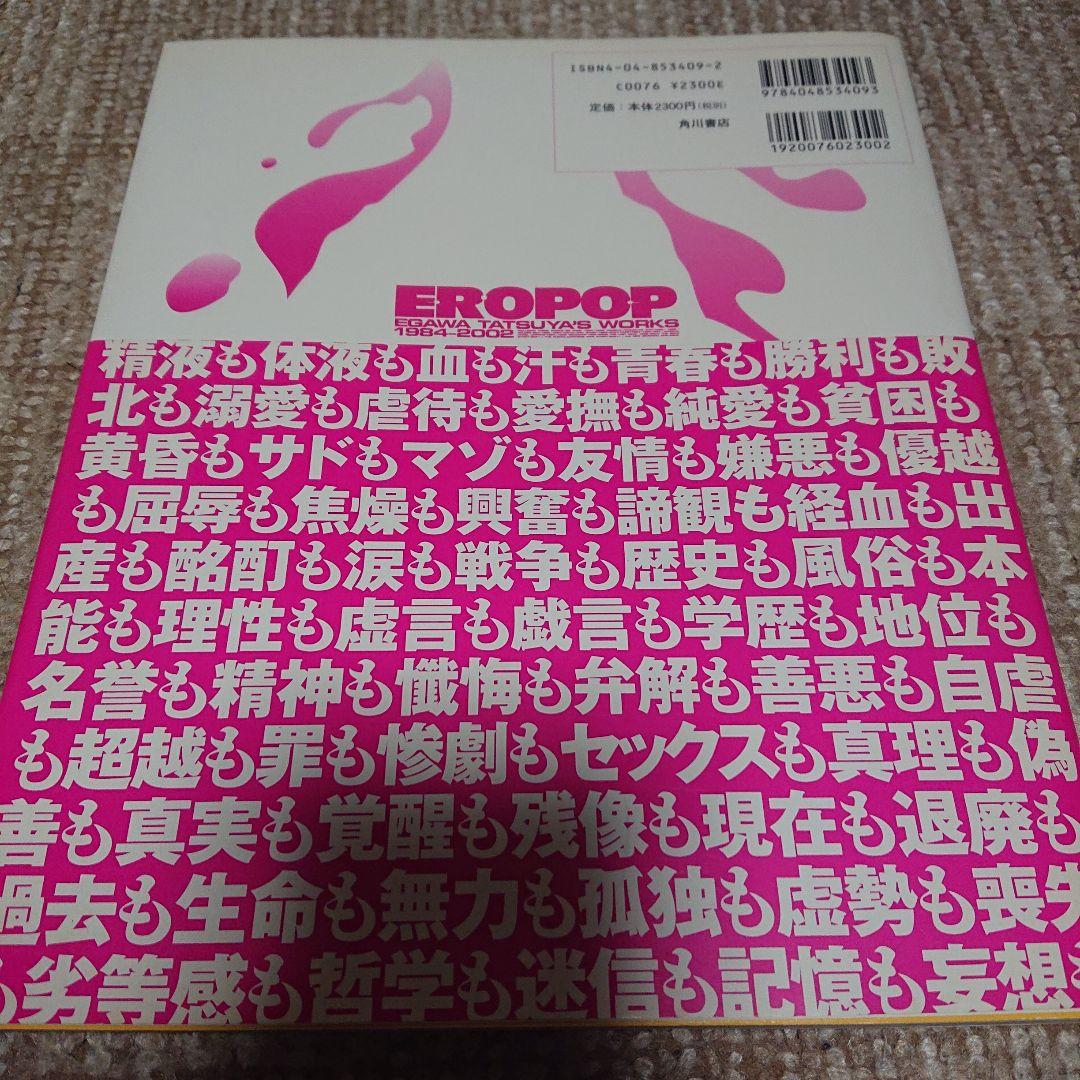 ISBN4-04-853409-2
C0076 ¥2300E
定価：本体2300円(税別)
角川書店
9784048534093
1920076023002
EROPOP
EGAWA TATSUYA'S WORKS
1984-2002
精液も体液も血も汗も青春も勝利も敗
北も溺愛も虐待も愛撫も純愛も貧困も
黄昏もサドもマゾも友情も嫌悪も優越
も屈辱も焦燥も興奮も諦観も経血も出
産も酩酊も涙も戦争も歴史も風俗も本
能も理性も虚言も戯言も学歴も地位も
名誉も精神も懺悔も弁解も善悪も自虐
も超越も罪も惨劇もセックスも真理も偽
善も真実も覚醒も残像も現在も退廃も
過去も生命も無力も孤独も虚勢も喪失
も劣等感も哲学も迷信も記憶も妄想も